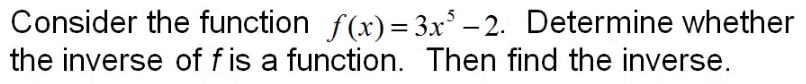 Consider the function f(x) = 3x⁵ – 2. Determine whether
the inverse of f is a function. Then find the inverse.